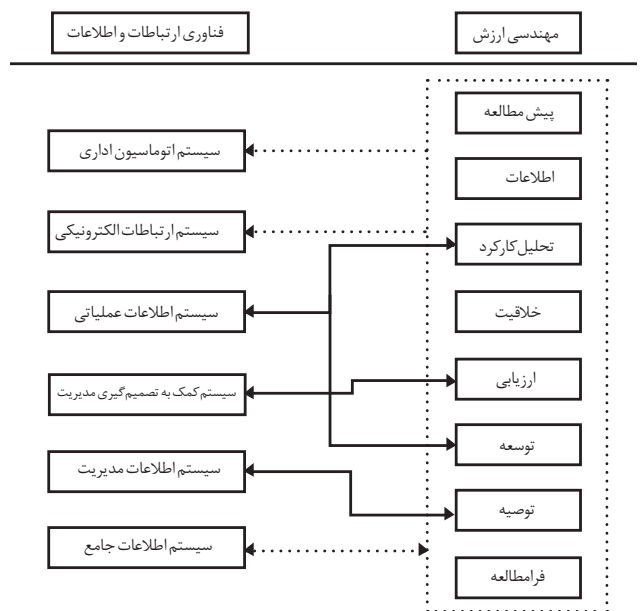 مهندسی ارزش
فناوری ارتباطات و اطلاعات
پیش مطالعه
اطلاعات
تحلیل کارکرد
خلاقیت
ارزیابی
توسعه
توصیه
فرامطالعه
سیستم اتوماسیون اداری
سیستم ارتباطات الکترونیکی
سیستم اطلاعات عملیاتی
سیستم کمک به تصمیم گیری مدیریت
سیستم اطلاعات مدیریت
سیستم اطلاعات جامع